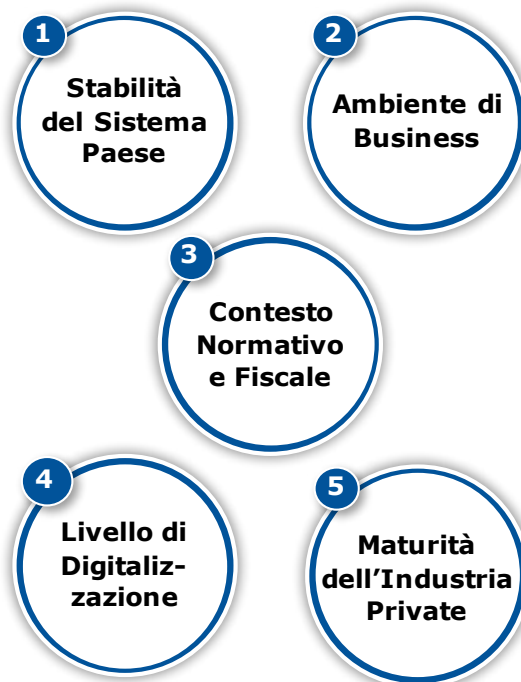 1
Stabilità
del Sistema
Paese
2
Ambiente di
Business
3
Contesto
Normativo
e Fiscale
4
Livello di
Digitaliz-
zazione
5
Maturità
dell’Industria
Private